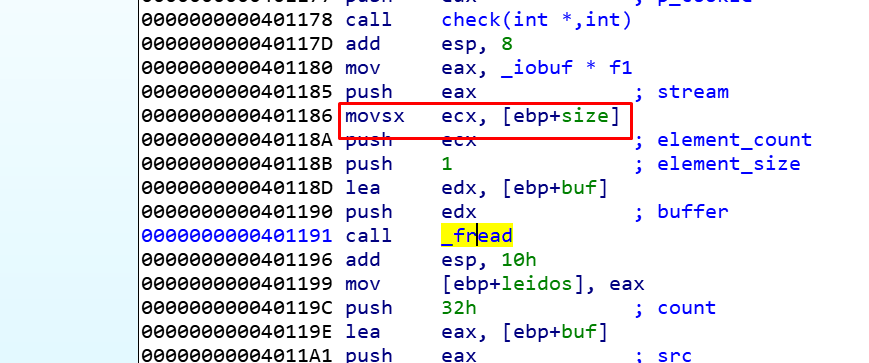 push ; p_cookie
0000000000401178 call check(int *,int)
000000000040117D add esp, 8
0000000000401180 mov eax, _iobuf * f1
0000000000401185 push eax ; stream
0000000000401186 movsx ecx, [ebp+size]
000000000040118A push ecx ; element_count
000000000040118B push 1 ; element_size
000000000040118D lea edx, [ebp+buf]
0000000000401190 push edx ; buffer
0000000000401191 call _fread
0000000000401196 add esp, 10h
0000000000401199 mov [ebp+leidos], eax
000000000040119C push 32h ; count
000000000040119E lea eax, [ebp+buf]
00000000004011A1 push eax ; src